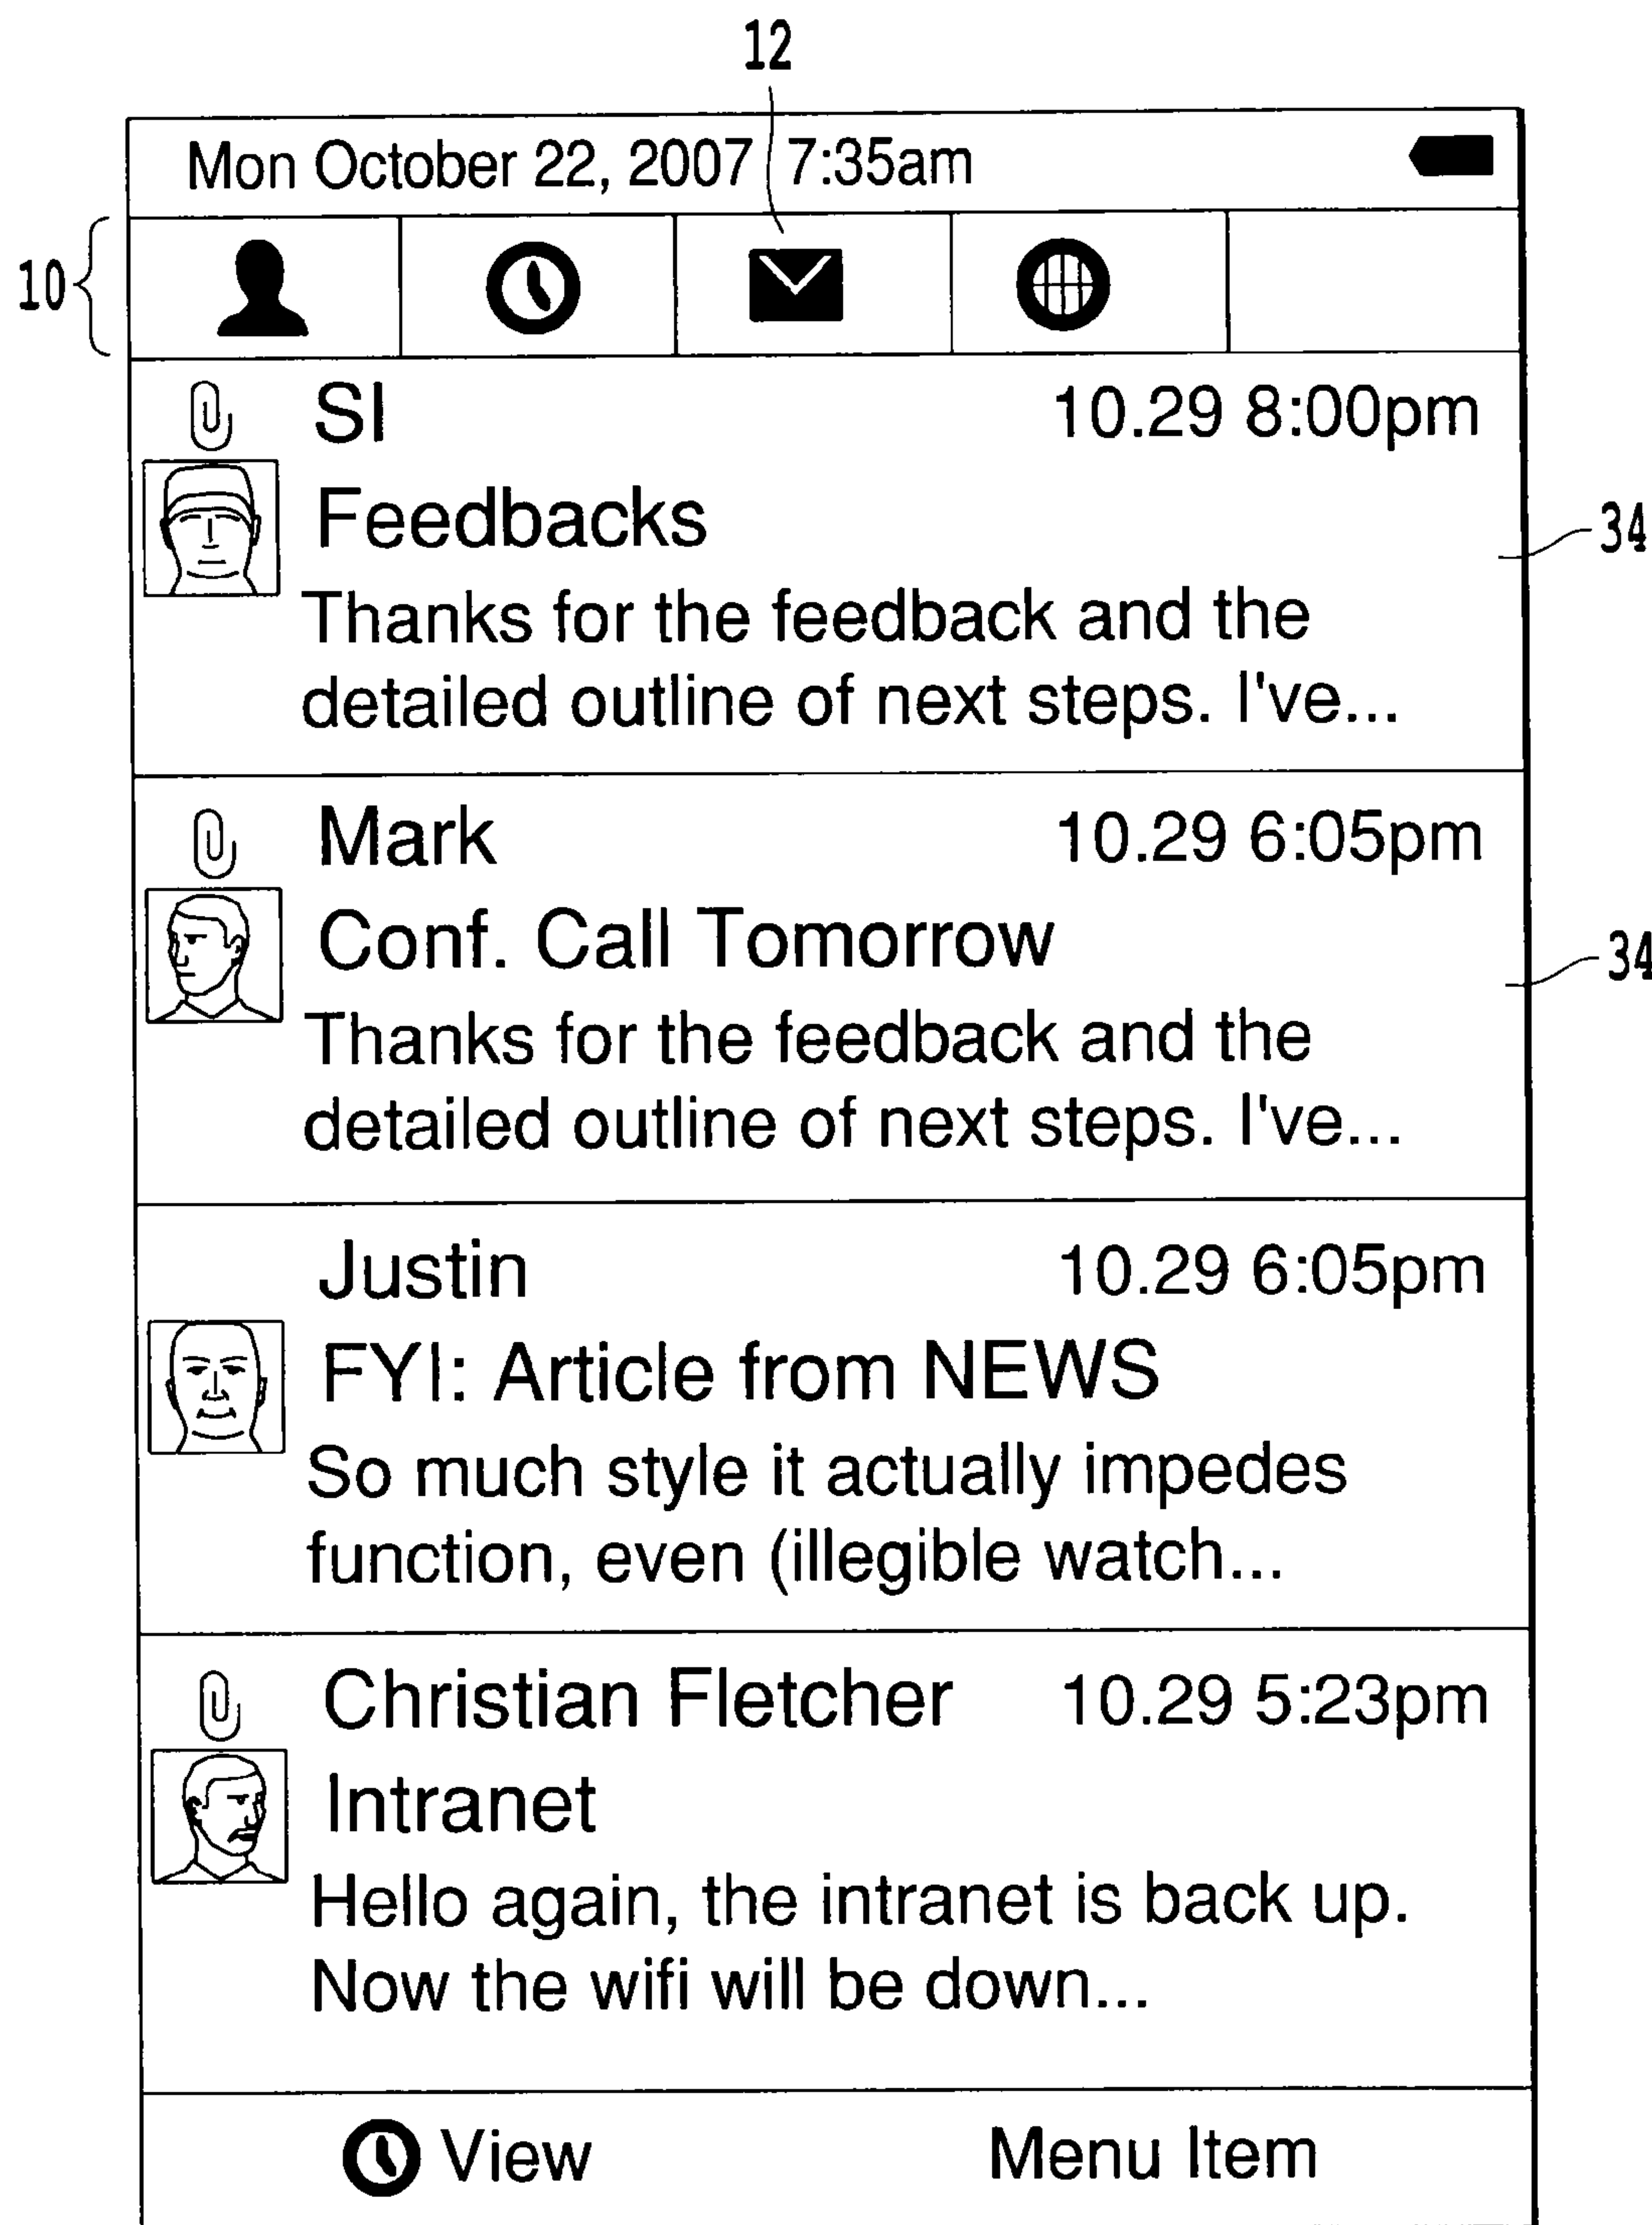 12
Mon October 22, 2007 7:35am
10
SI 10.29 8:00pm
Feedbacks
34
Thanks for the feedback and the
detailed outline of next steps. I've...
Mark 10.29 6:05pm
Conf. Call Tomorrow
34
Thanks for the feedback and the
detailed outline of next steps. I've...
Justin 10.29 6:05pm
FYI: Article from NEWS
So much style it actually impedes
function, even (illegible watch...
Christian Fletcher 10.29 5:23pm
Intranet
Hello again, the intranet is back up.
Now the wifi will be down...
View Menu Item